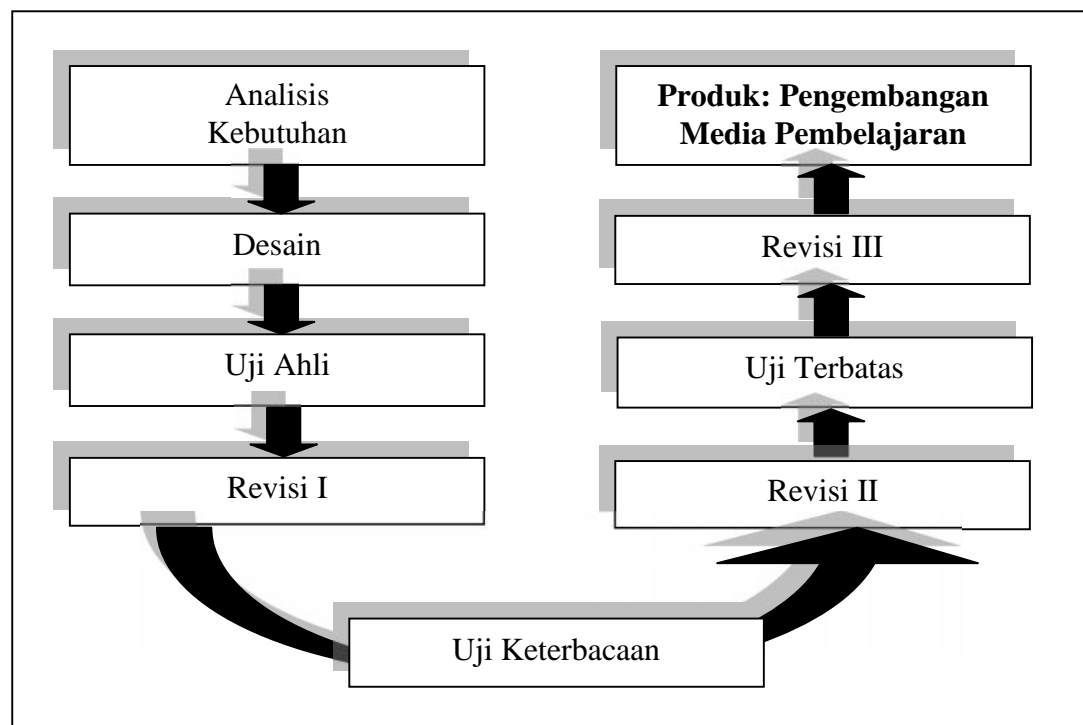 Analisis
Kebutuhan
Desain
Uji Ahli
Revisi I
Uji Keterbacaan
Revisi II
Uji Terbatas
Revisi III
Produk: Pengembangan
Media Pembelajaran